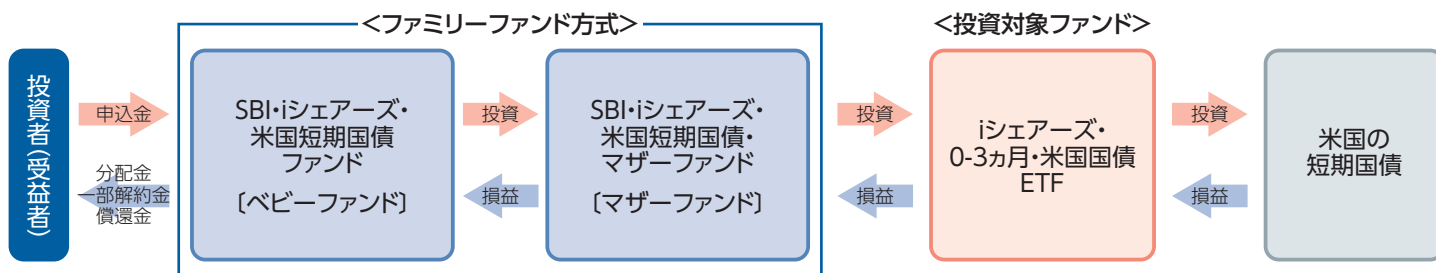 <ファミリーファンド方式>
<投資対象ファンド>
投資者(受益者)
申込金
分配金
一部解約金
償還金
SBI・iシェアーズ・
米国短期国債
ファンド
〔ベビーファンド〕
投資
損益
SBI・iシェアーズ・
米国短期国債・
マザーファンド
〔マザーファンド〕
投資
損益
iシェアーズ・
0-3ヵ月・米国国債
ETF
投資
損益
米国の
短期国債